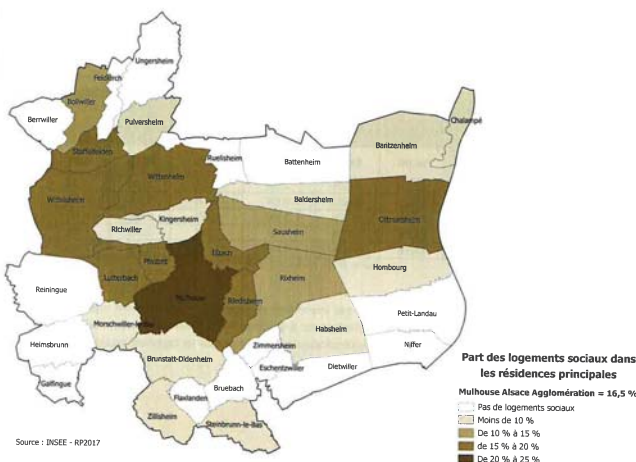 Ungersheim
Feldkirch
Bollwiller
Berrwiller
Pulversheim
Chalampé
Bantzenheim
Staffelfelden
Ruelisheim
Battenheim
Wittenheim
Wittelsheim
Baldersheim
Kingersheim
Richwiller
Sausheim
Ottmarsheim
Illzach
Pfastatt
Lutterbach
Rixheim
Hombourg
Reiningue
Mulhouse
Riedisheim
Morschwiller-le-Bas
Petit-Landau
Habsheim
Heimsbrunn
Zimmersheim
Niffer
Brunstatt-Didenheim
Eschentzwiller
Dietwiller
Galfingue
Bruebach
Flaxlanden
Zillisheim
Steinbrunn-le-Bas
Source : INSEE - RP2017
Part des logements sociaux dans
les résidences principales
Mulhouse Alsace Agglomération = 16,5 %
Pas de logements sociaux
Moins de 10 %
De 10 % à 15 %
de 15 % à 20 %
De 20 % à 25 %